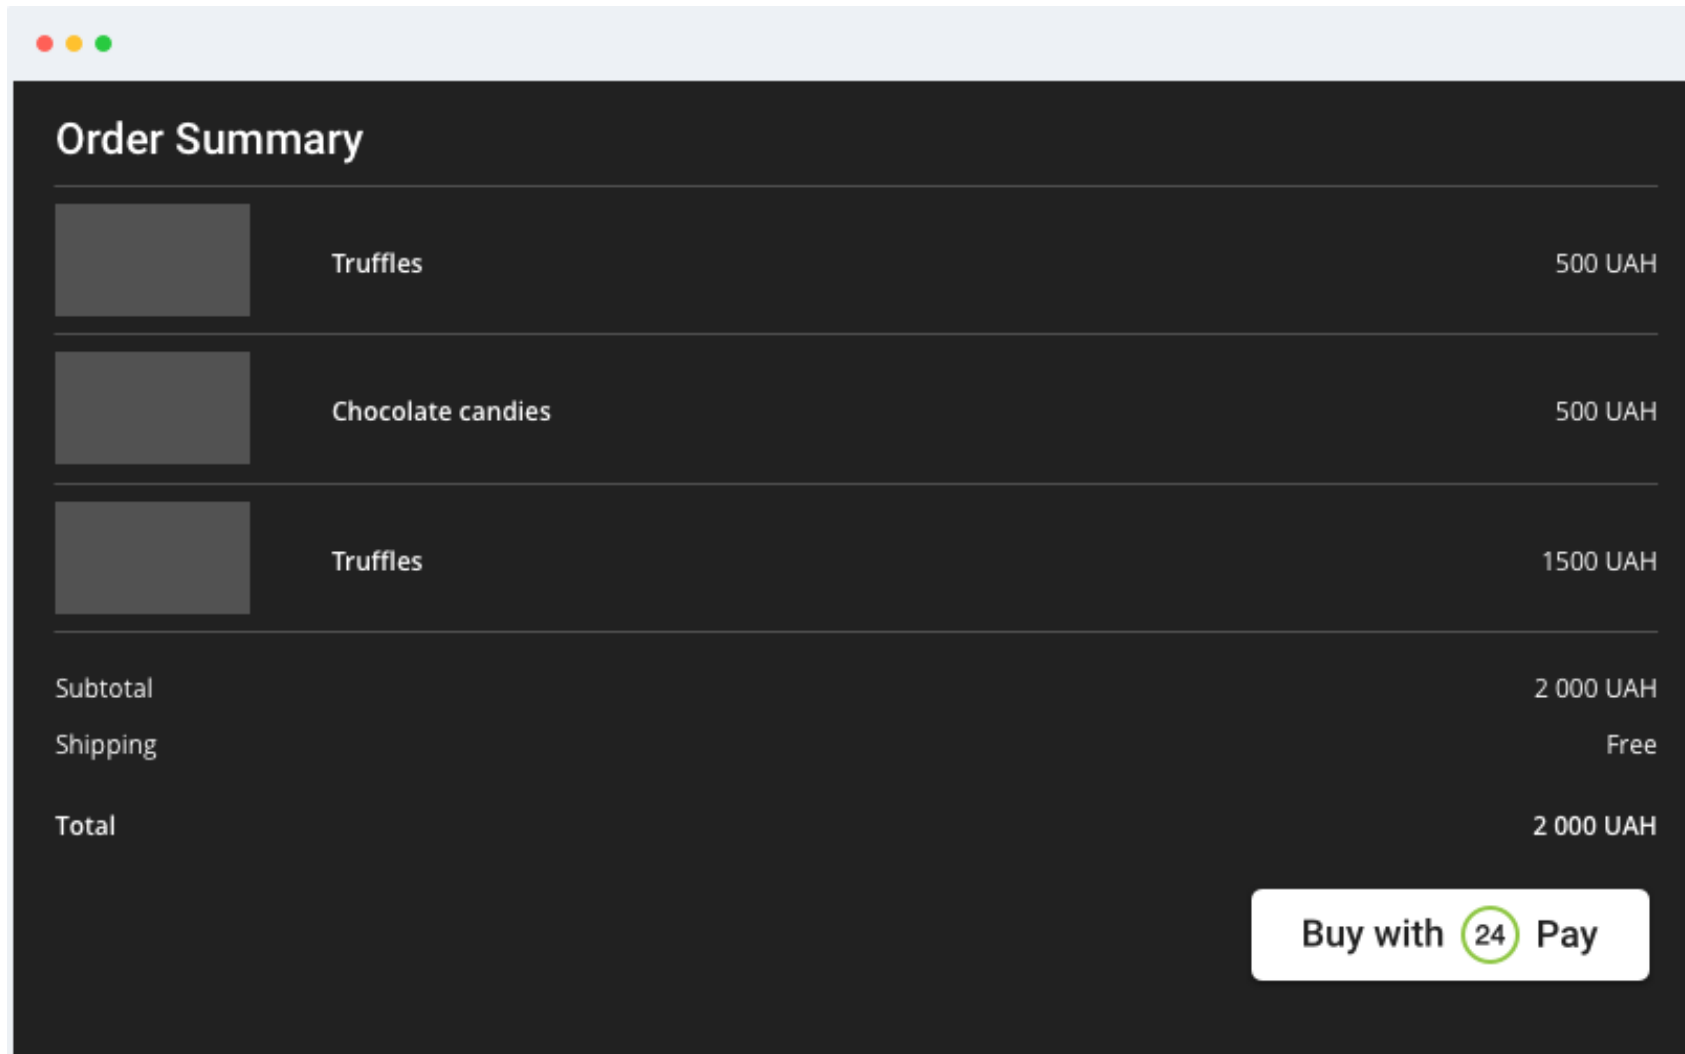 Order Summary
Truffles 500 UAH
Chocolate candies 500 UAH
Truffles 1500 UAH
Subtotal 2 000 UAH
Shipping Free
Total 2 000 UAH
Buy with 24 Pay